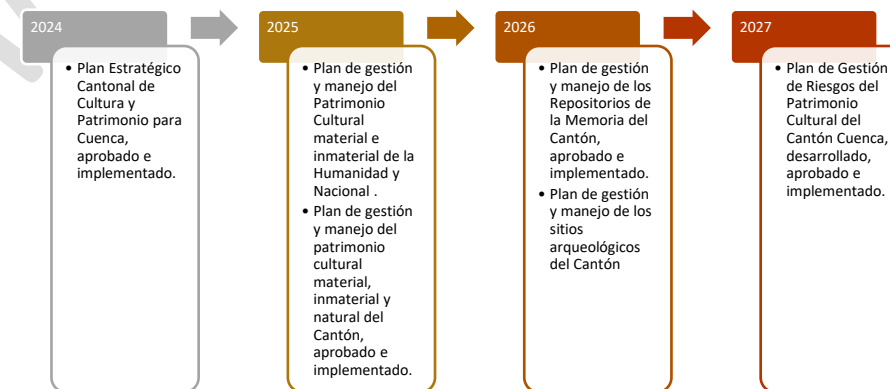 2024
• Plan Estratégico
Cantonal de
Cultura y
Patrimonio para
Cuenca,
aprobado e
implementado.
2025
• Plan de gestión
y manejo del
Patrimonio
Cultural
material e
inmaterial de la
Humanidad y
Nacional .
• Plan de gestión
y manejo del
patrimonio
cultural
material,
inmaterial y
natural del
Cantón,
aprobado e
implementado.
2026
• Plan de gestión
y manejo de los
Repositorios de
la Memoria del
Cantón,
aprobado e
implementado.
• Plan de gestión
y manejo de los
sitios
arqueológicos
del Cantón
2027
• Plan de Gestión
de Riesgos del
Patrimonio
Cultural del
Cantón Cuenca,
desarrollado,
aprobado e
implementado.